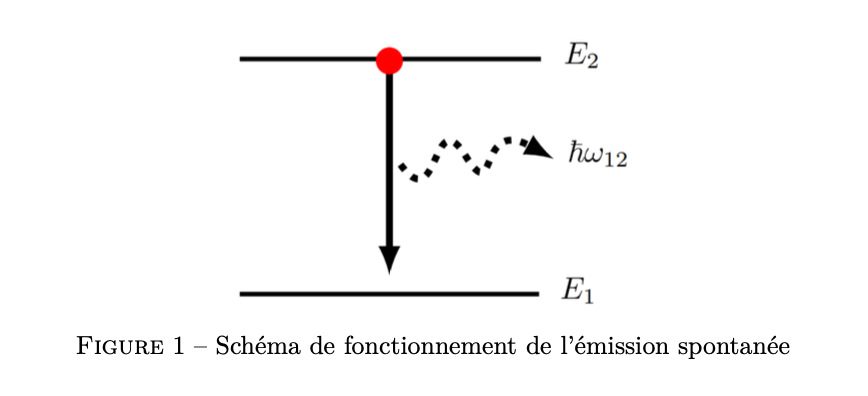 E₂
ħω₁₂
E₁
FIGURE 1 – Schéma de fonctionnement de l'émission spontanée